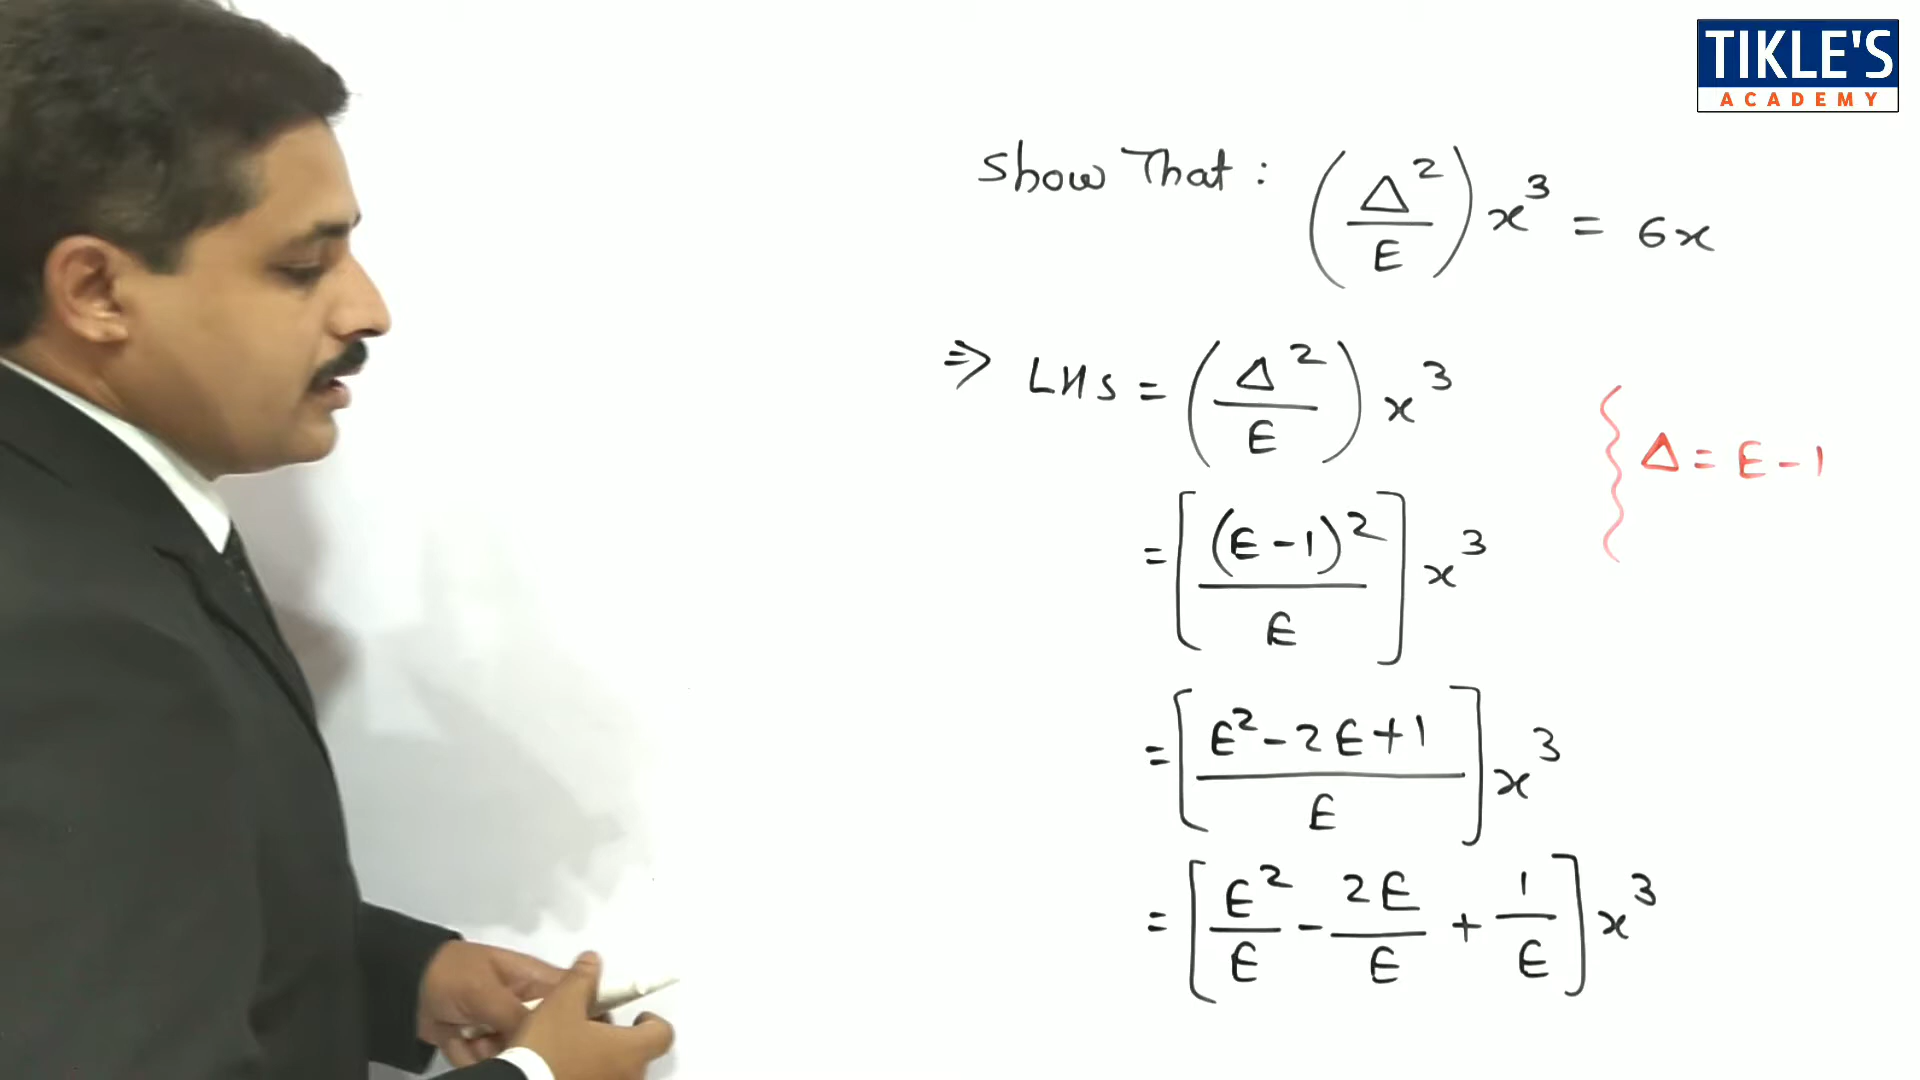 TIKLE'S
ACADEMY
Show That : (Δ²/E) x³ = 6x
⇒ LHS = (Δ²/E) x³
Δ = E - 1
= [(E - 1)²/E] x³
= [E² - 2E + 1/E] x³
= [E²/E - 2E/E + 1/E] x³